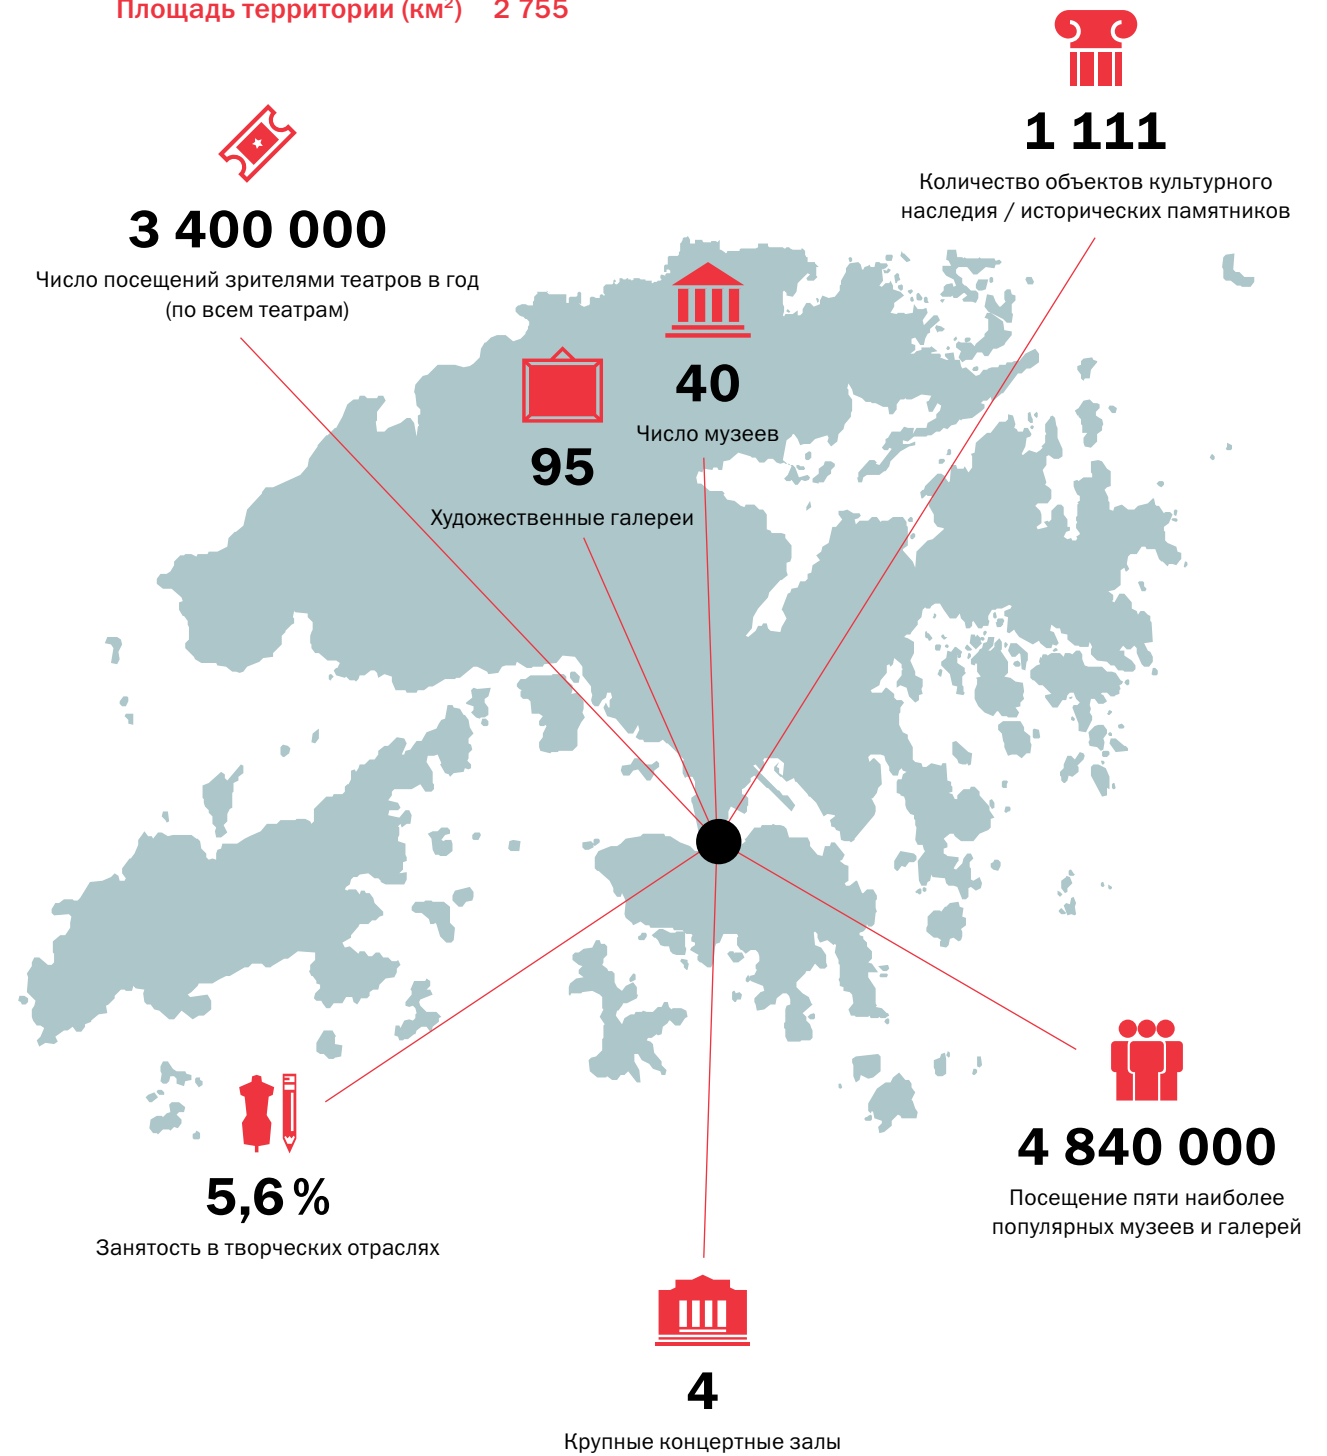 Площадь территории (км²) 2 755
1 111
Количество объектов культурного
наследия / исторических памятников
3 400 000
Число посещений зрителями театров в год
(по всем театрам)
40
Число музеев
95
Художественные галереи
4 840 000
Посещение пяти наиболее
популярных музеев и галерей
5,6 %
Занятость в творческих отраслях
4
Крупные концертные залы